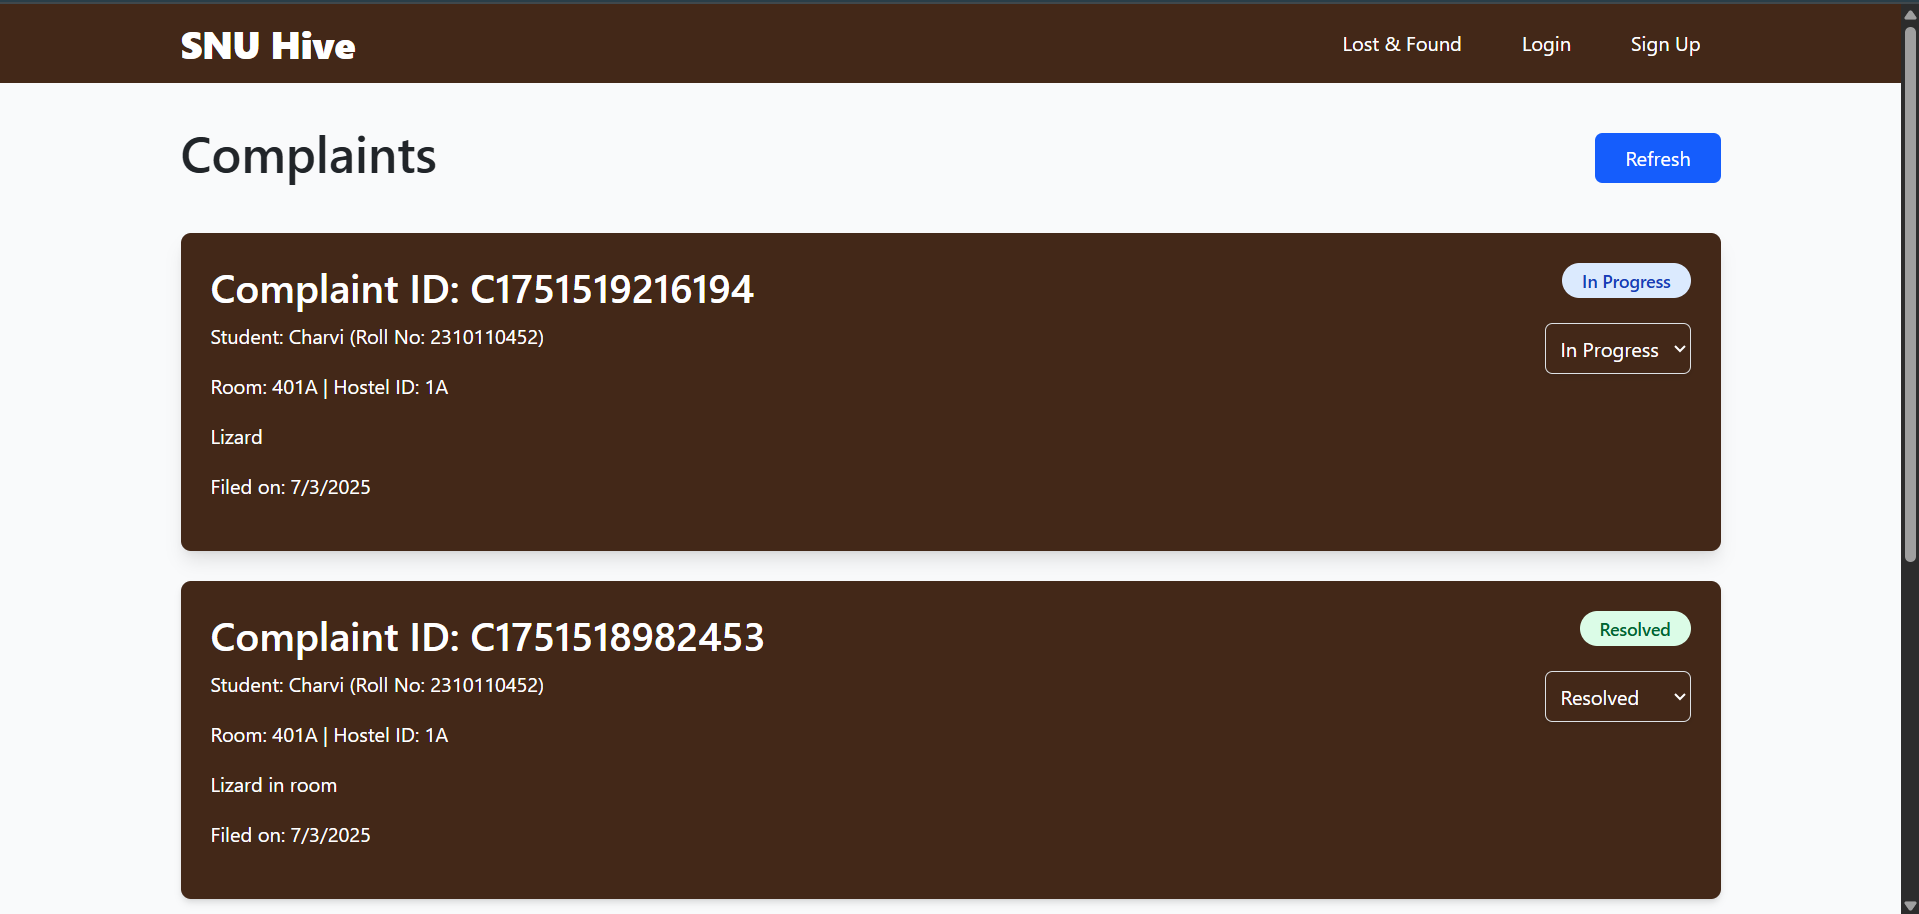 SNU Hive
Lost & Found
Login
Sign Up
Complaints
Refresh
Complaint ID: C1751519216194
In Progress
Student: Charvi (Roll No: 2310110452)
In Progress
Room: 401A | Hostel ID: 1A
Lizard
Filed on: 7/3/2025
Complaint ID: C1751518982453
Resolved
Student: Charvi (Roll No: 2310110452)
Resolved
Room: 401A | Hostel ID: 1A
Lizard in room
Filed on: 7/3/2025